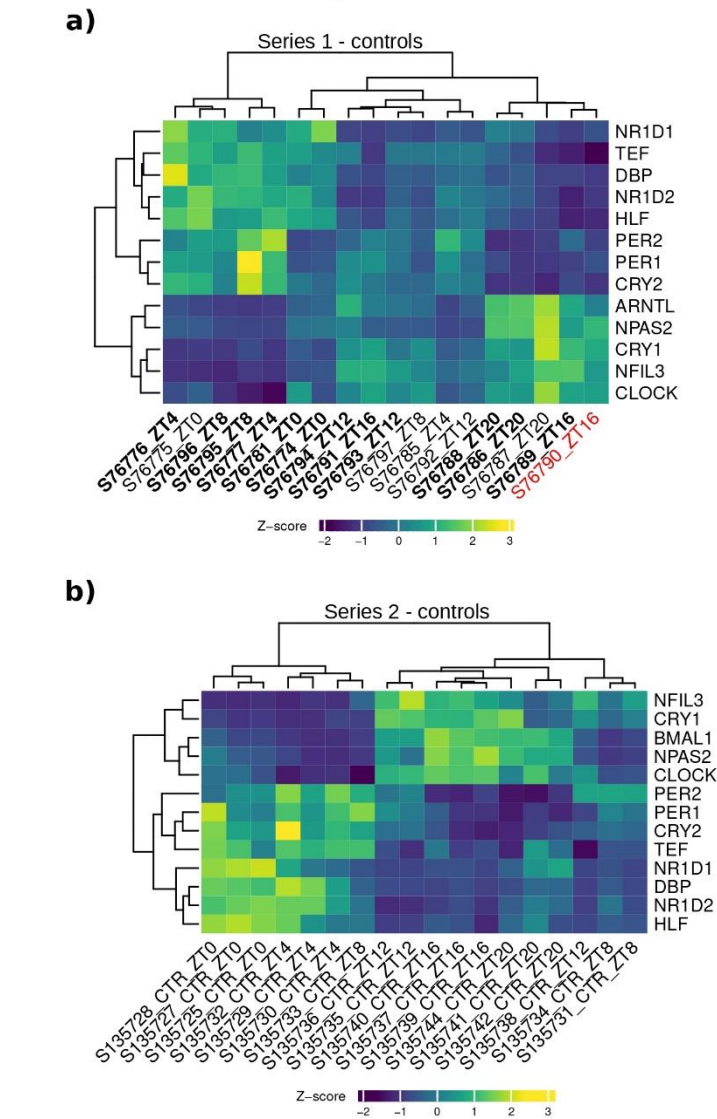 a)
Series 1 - controls
NR1D1
TEF
DBP
NR1D2
HLF
PER2
PER1
CRY2
ARNTL
NPAS2
CRY1
NFIL3
CLOCK
S76776_ZT4
S76775_ZT0
S76796_ZT8
S76795_ZT8
S76777_ZT4
S76781_ZT0
S76774_ZT0
S76794_ZT12
S76791_ZT16
S76793_ZT12
S76797_ZT8
S76785_ZT4
S76792_ZT12
S76788_ZT20
S76786_ZT20
S76787_ZT20
S76789_ZT16
S76790_ZT16
Z-score
-2 -1 0 1 2 3
b)
Series 2 - controls
NFIL3
CRY1
BMAL1
NPAS2
CLOCK
PER2
PER1
CRY2
TEF
NR1D1
DBP
NR1D2
HLF
S135728_CTR_ZT0
S135727_CTR_ZT0
S135725_CTR_ZT0
S135732_CTR_ZT4
S135729_CTR_ZT4
S135730_CTR_ZT4
S135733_CTR_ZT8
S135736_CTR_ZT12
S135735_CTR_ZT12
S135740_CTR_ZT16
S135737_CTR_ZT16
S135739_CTR_ZT16
S135744_CTR_ZT20
S135741_CTR_ZT20
S135742_CTR_ZT20
S135738_CTR_ZT12
S135734_CTR_ZT8
S135731_CTR_ZT8
Z-score
-2 -1 0 1 2 3